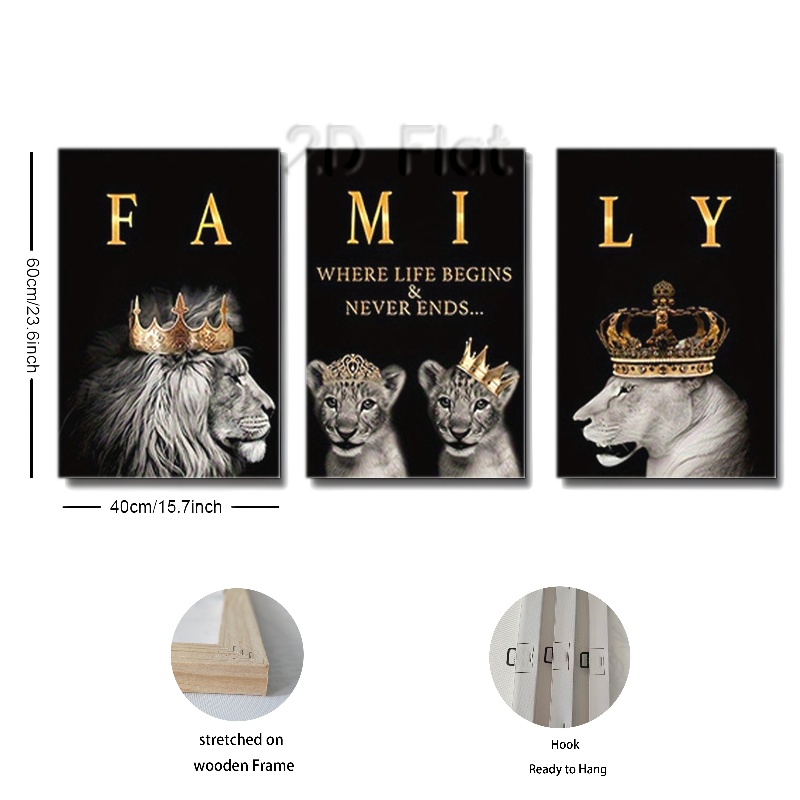 2D Flat
F A M I L Y
WHERE LIFE BEGINS
&
NEVER ENDS...
60cm/23.6inch
40cm/15.7inch
stretched on
wooden Frame
Hook
Ready to Hang